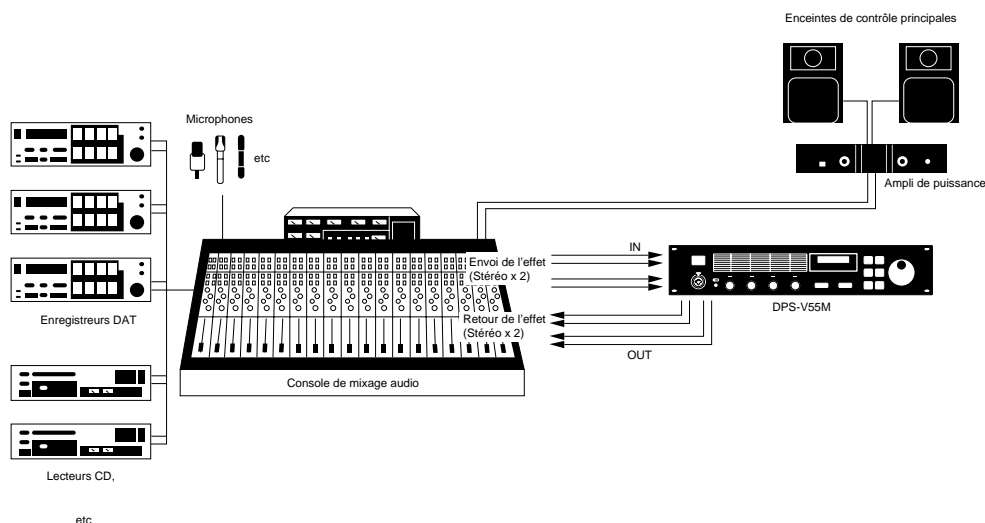 Enceintes de contrôle principales
Microphones
etc
Ampli de puissance
IN
Envoi de l'effet
(Stéréo x 2)
DPS-V55M
Enregistreurs DAT
Retour de l'effet
(Stéréo x 2)
OUT
Console de mixage audio
Lecteurs CD,
etc